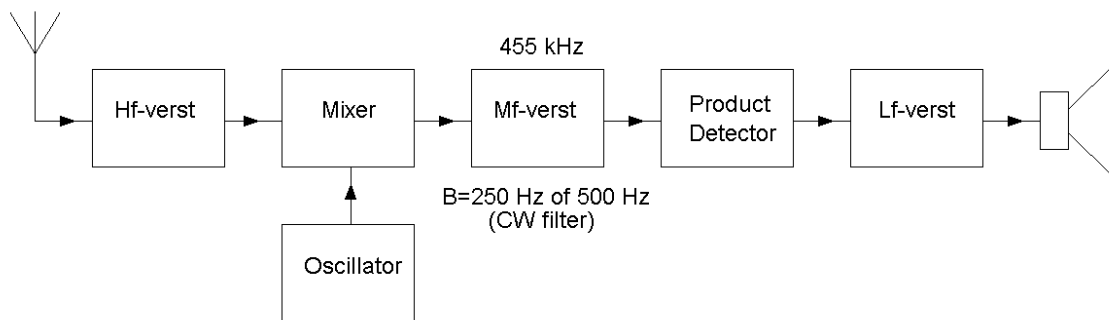 455 kHz
Hf-verst
Mixer
Mf-verst
Product
Detector
Lf-verst
B=250 Hz of 500 Hz
(CW filter)
Oscillator